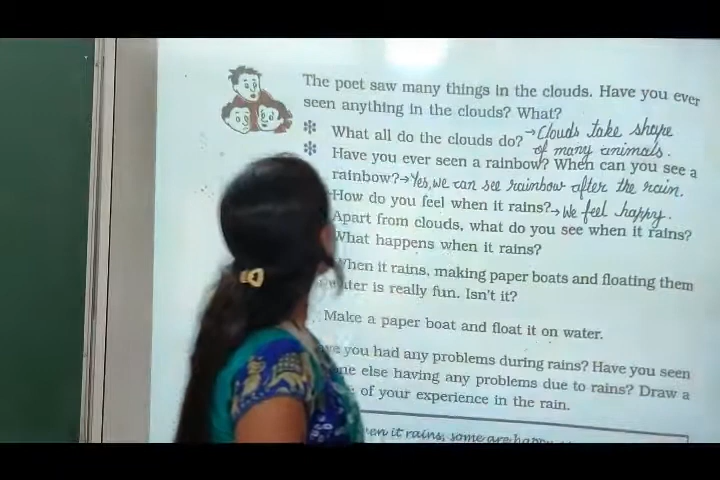 The poet saw many things in the clouds. Have you ever
seen anything in the clouds? What?
What all do the clouds do? → Clouds take shape
of many animals.
Have you ever seen a rainbow? When can you see a
rainbow? → Yes, we can see rainbow after the rain.
How do you feel when it rains? → We feel happy.
Apart from clouds, what do you see when it rains?
What happens when it rains?
When it rains, making paper boats and floating them
water is really fun. Isn't it?
Make a paper boat and float it on water.
you had any problems during rains? Have you seen
else having any problems due to rains? Draw a
of your experience in the rain.
it rains, some are happy